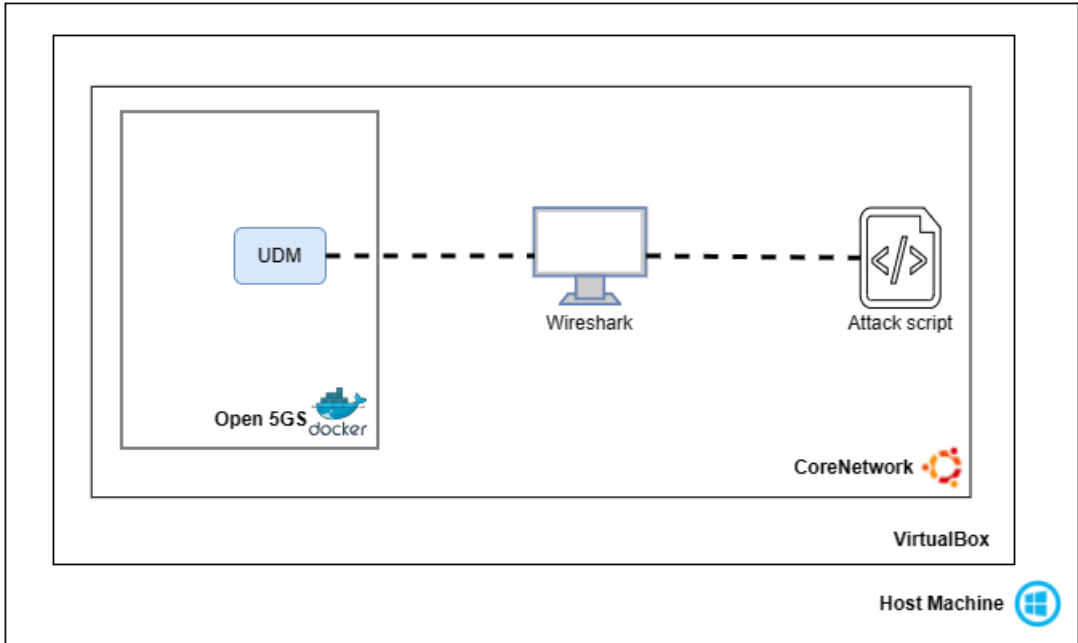 UDM
Wireshark
</>
Attack script
Open 5GS
docker
CoreNetwork
VirtualBox
Host Machine